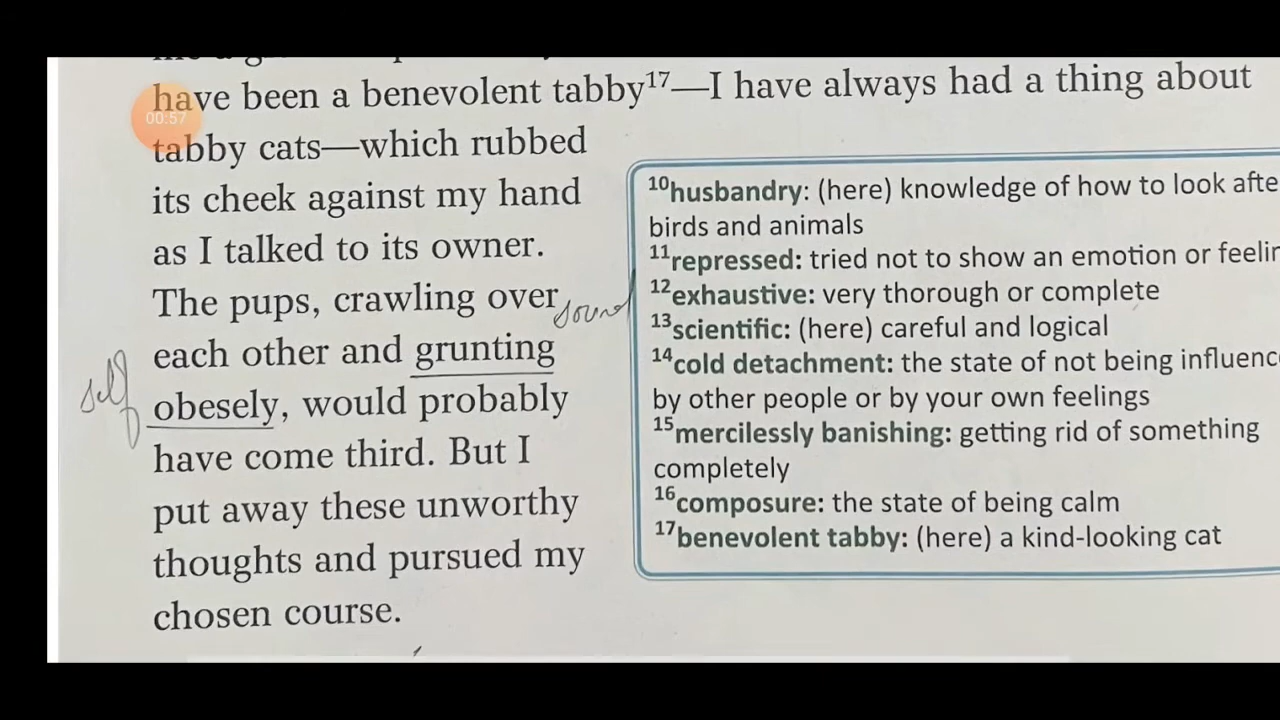 have been a benevolent tabby¹⁷—I have always had a thing about
tabby cats—which rubbed
its cheek against my hand
as I talked to its owner.
The pups, crawling over
each other and grunting
obesely, would probably
have come third. But I
put away these unworthy
thoughts and pursued my
chosen course.
sound
self
00:57
¹⁰husbandry: (here) knowledge of how to look afte
birds and animals
¹¹repressed: tried not to show an emotion or feelin
¹²exhaustive: very thorough or complete
¹³scientific: (here) careful and logical
¹⁴cold detachment: the state of not being influenc
by other people or by your own feelings
¹⁵mercilessly banishing: getting rid of something
completely
¹⁶composure: the state of being calm
¹⁷benevolent tabby: (here) a kind-looking cat